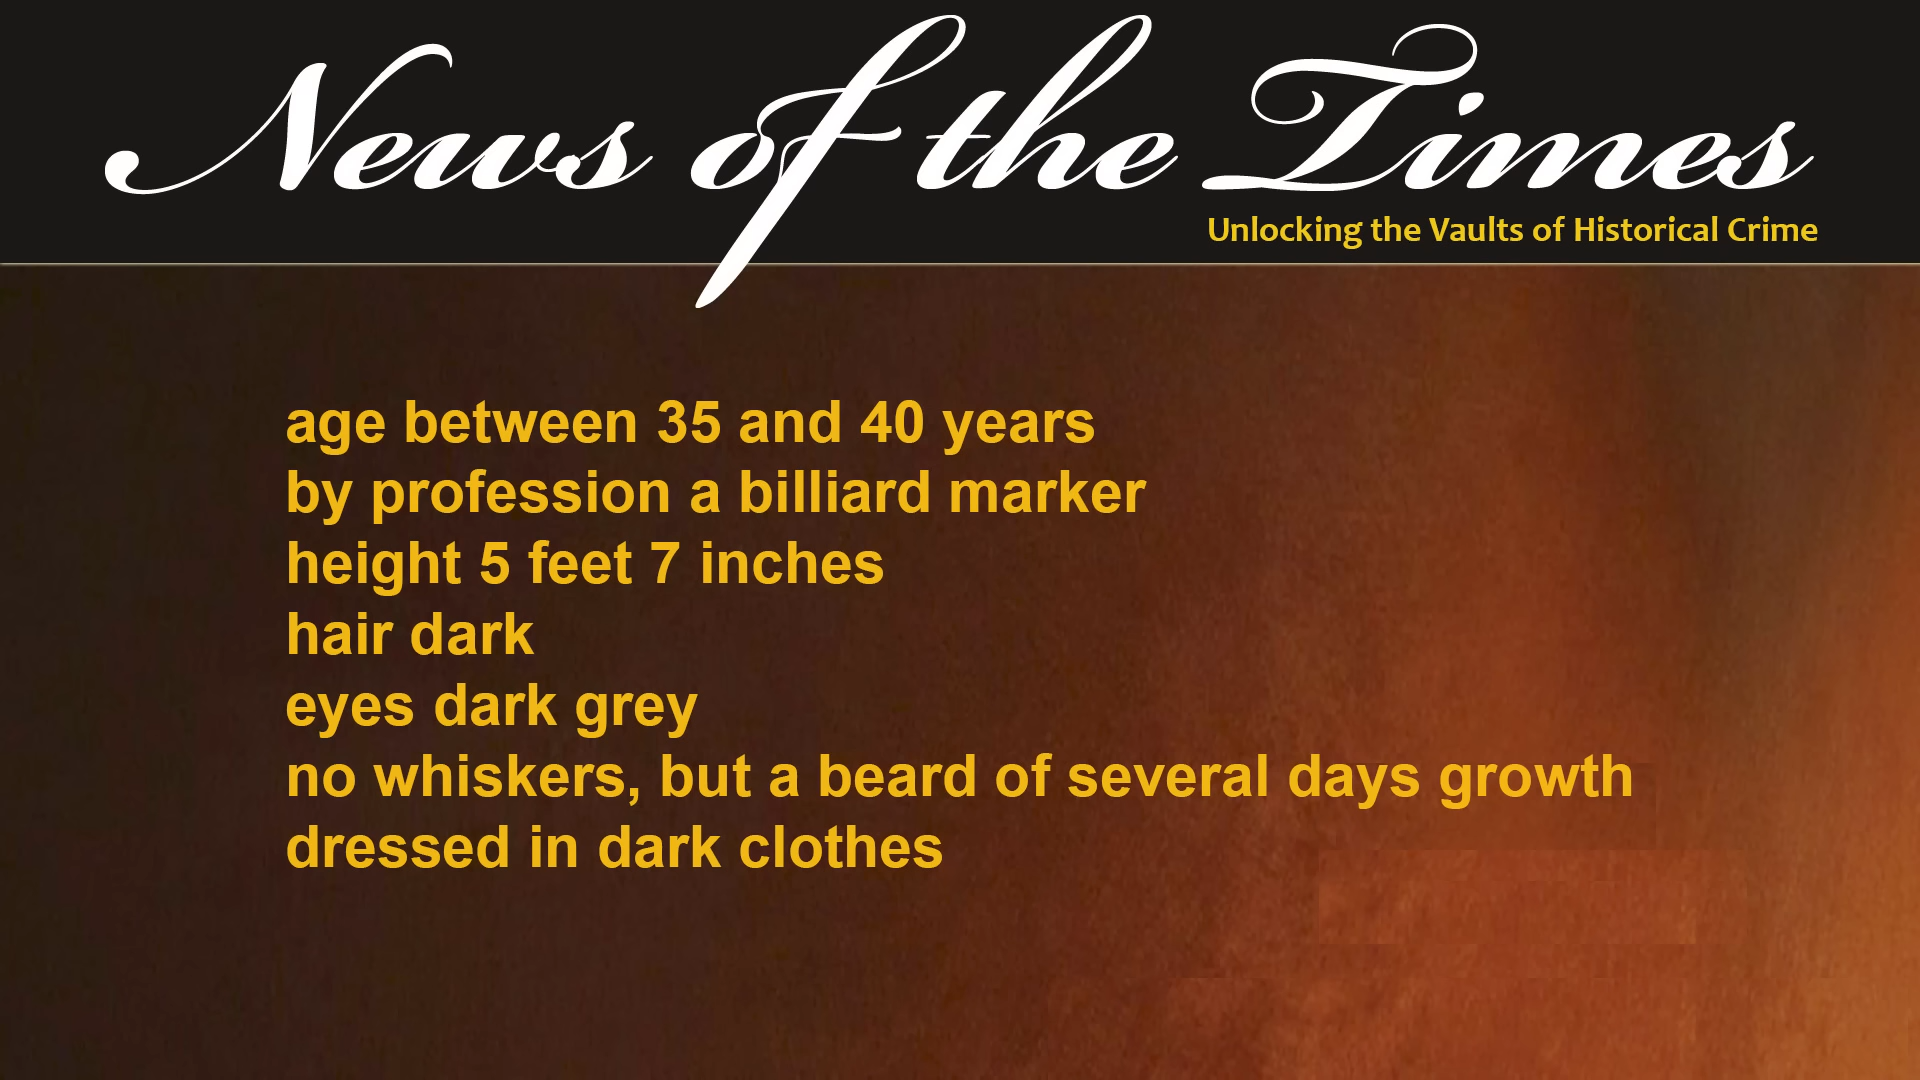 News of the Times
Unlocking the Vaults of Historical Crime
age between 35 and 40 years
by profession a billiard marker
height 5 feet 7 inches
hair dark
eyes dark grey
no whiskers, but a beard of several days growth
dressed in dark clothes